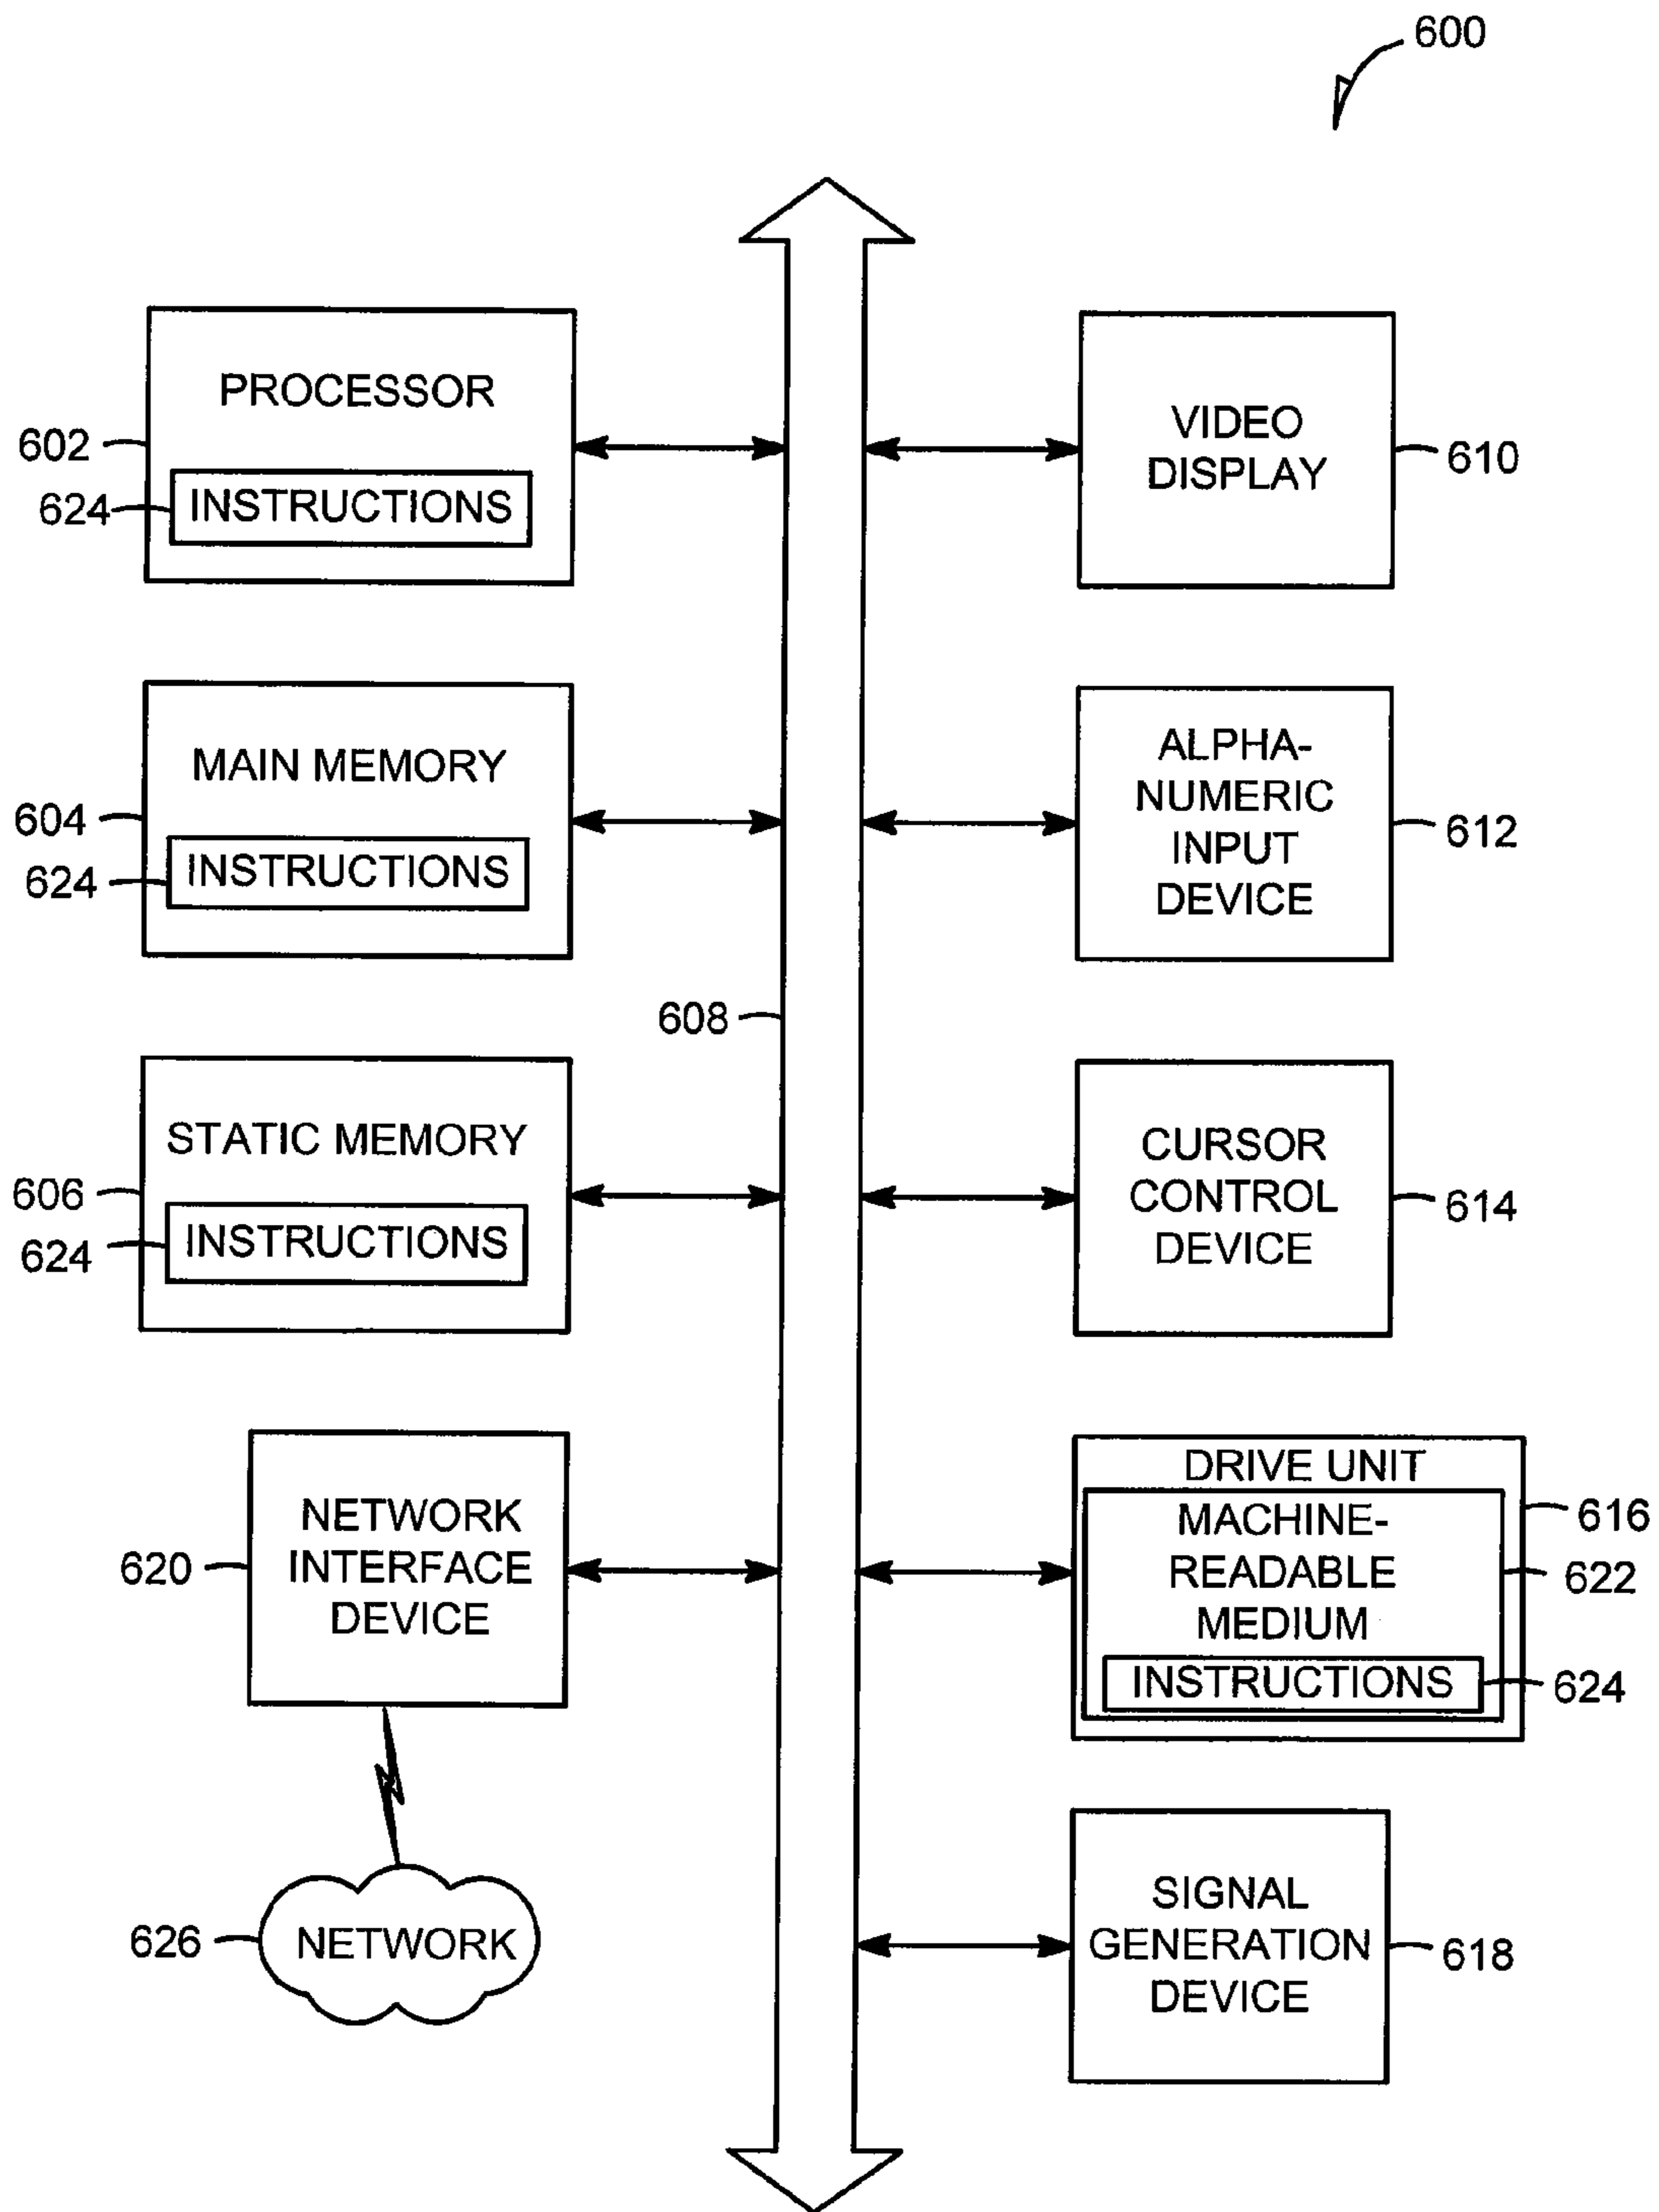 600
PROCESSOR
602
624
INSTRUCTIONS
VIDEO
DISPLAY
610
MAIN MEMORY
604
624
INSTRUCTIONS
ALPHA-
NUMERIC
INPUT
DEVICE
612
608
STATIC MEMORY
606
624
INSTRUCTIONS
CURSOR
CONTROL
DEVICE
614
NETWORK
INTERFACE
DEVICE
620
DRIVE UNIT
616
MACHINE-
READABLE
MEDIUM
622
INSTRUCTIONS
624
626
NETWORK
SIGNAL
GENERATION
DEVICE
618